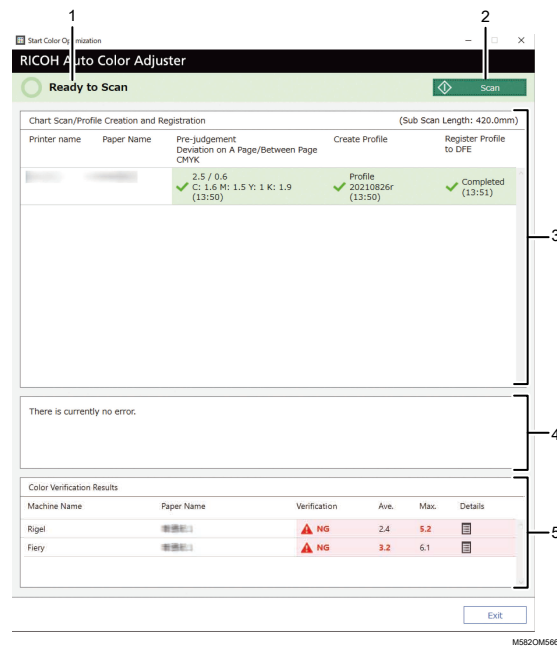 1
2
Start Color Optimization
RICOH Auto Color Adjuster
Ready to Scan
Scan
Chart Scan/Profile Creation and Registration
(Sub Scan Length: 420.0mm)
Printer name
Paper Name
Pre-judgement
Deviation on A Page/Between Page
CMYK
Create Profile
Register Profile
to DFE
2.5 / 0.6
C: 1.6 M: 1.5 Y: 1 K: 1.9
(13:50)
Profile
20210826r
(13:50)
Completed
(13:51)
3
There is currently no error.
4
Color Verification Results
Machine Name
Paper Name
Verification
Ave.
Max.
Details
Rigel
NG
2.4
5.2
Fiery
NG
3.2
6.1
5
Exit
M582OM566